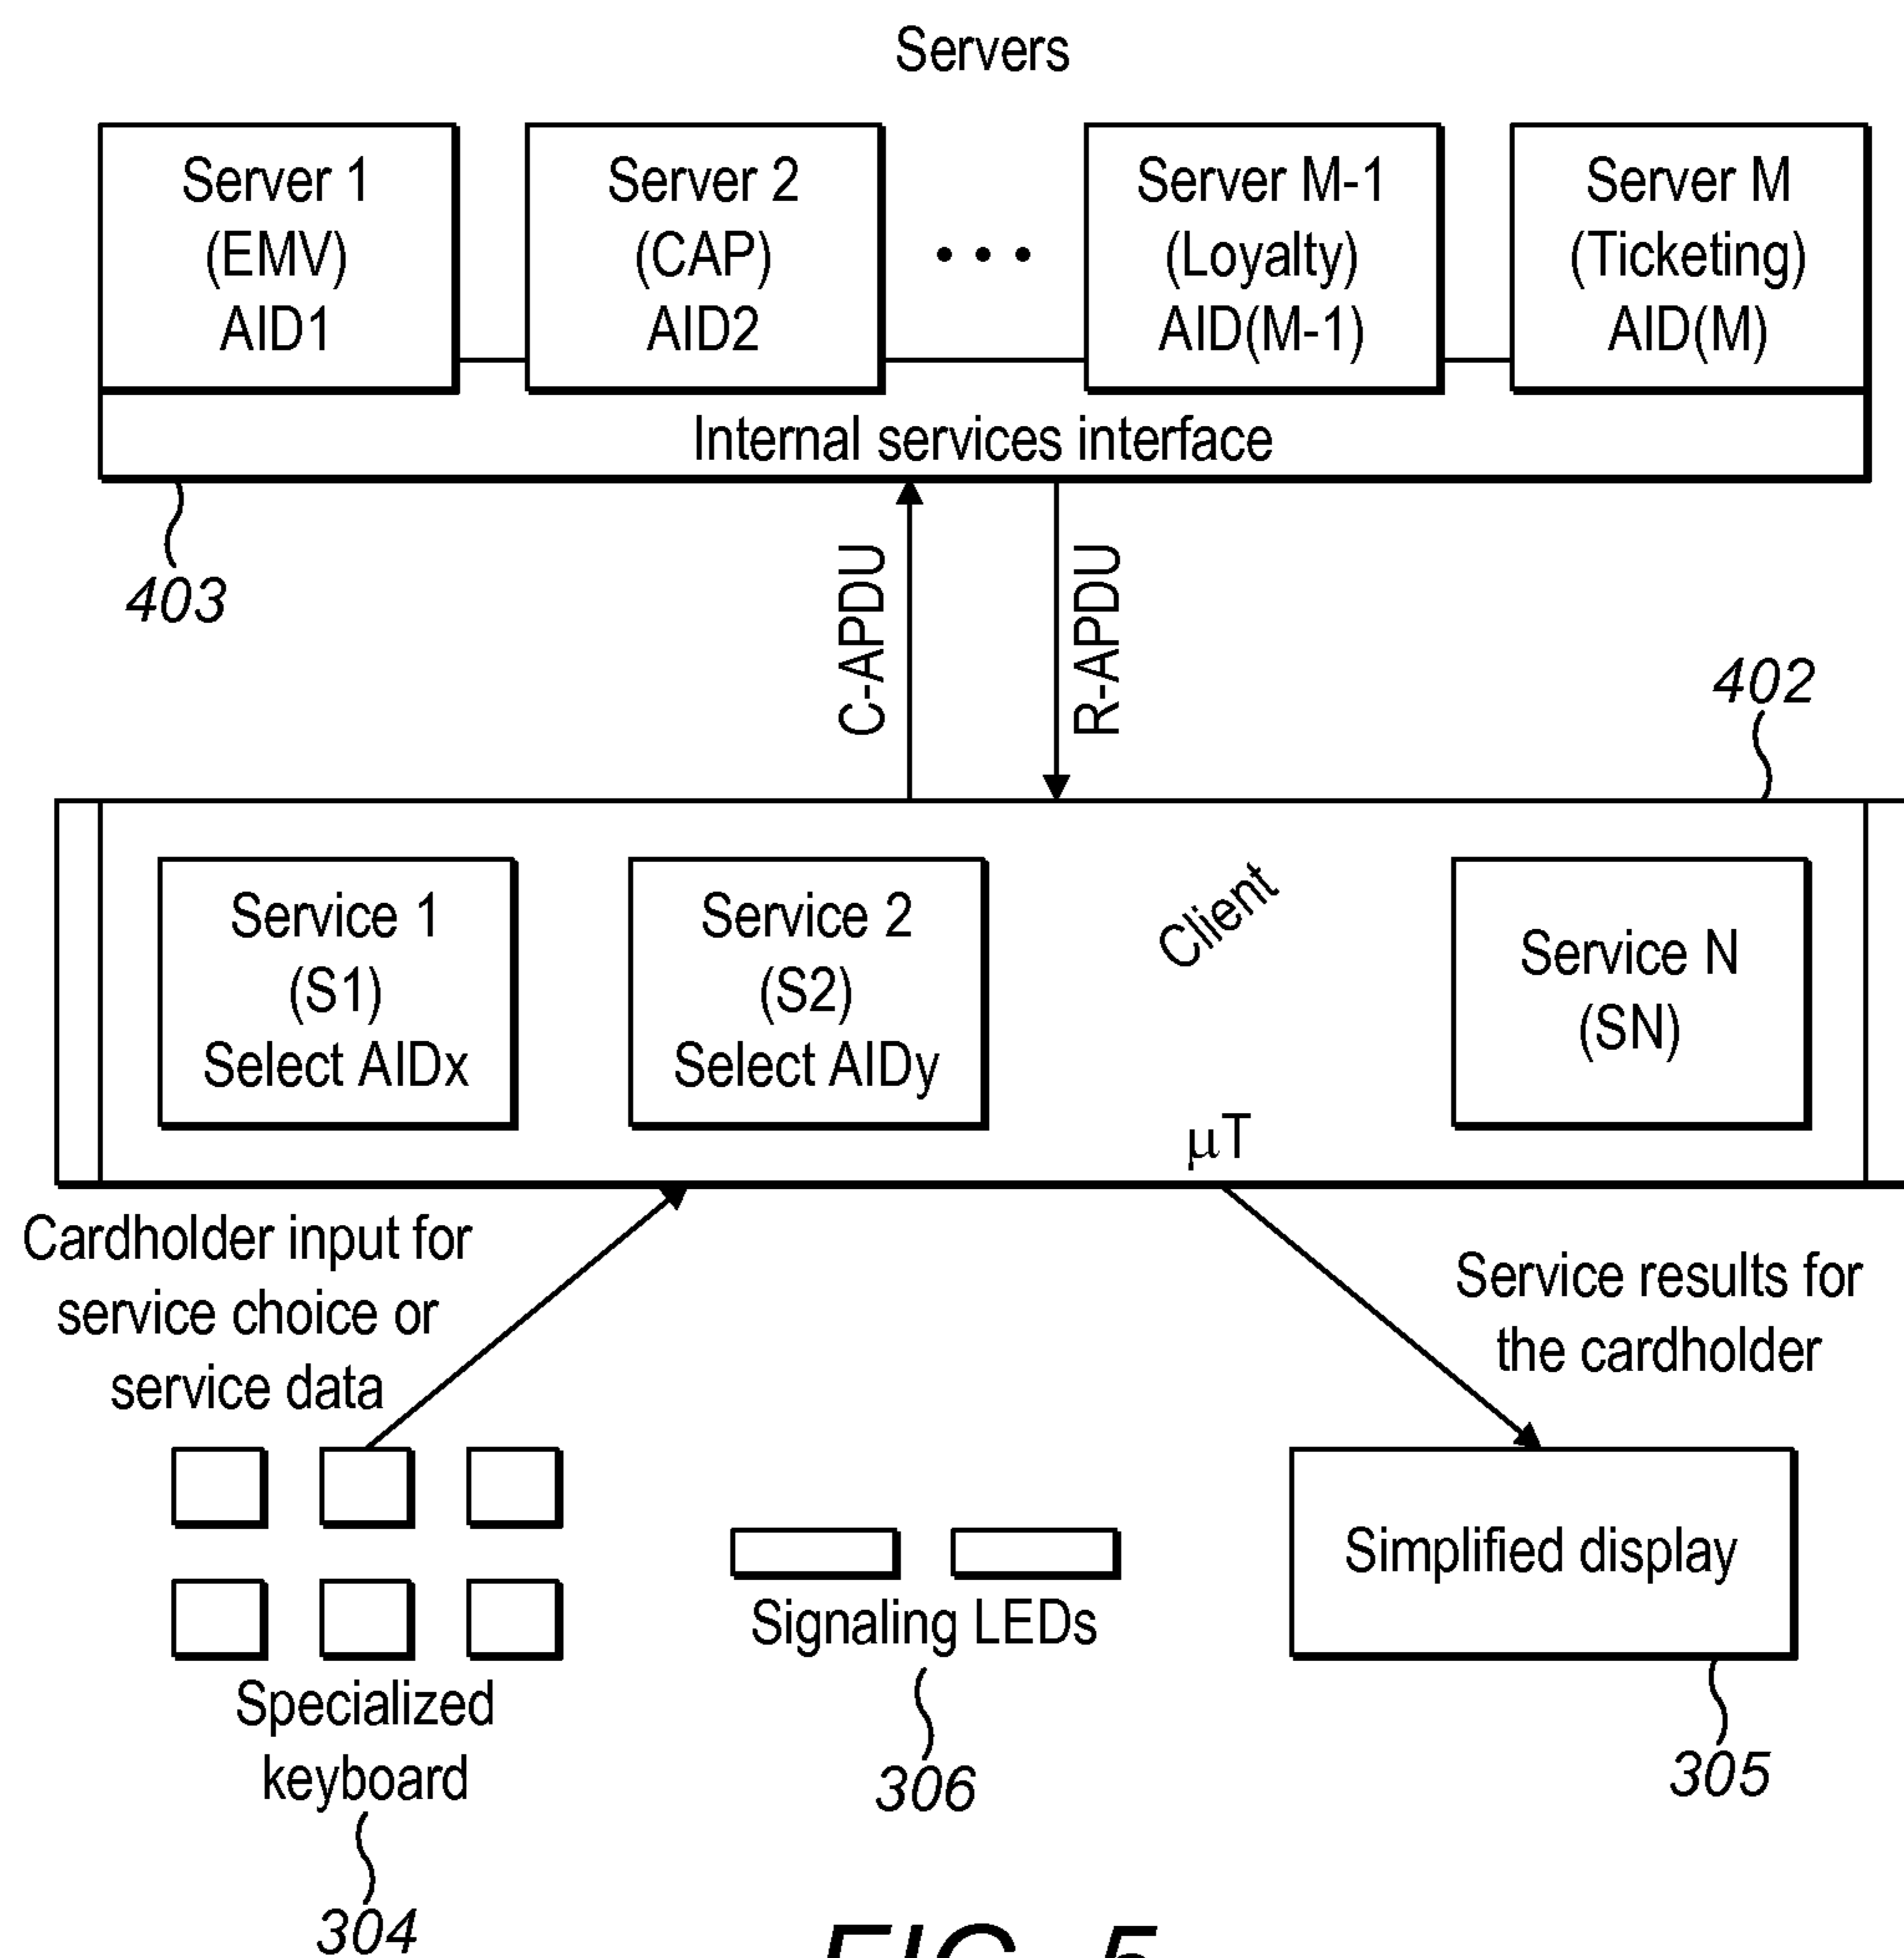 Servers
Server 1
(EMV)
AID1
Server 2
(CAP)
AID2
• • •
Server M-1
(Loyalty)
AID(M-1)
Server M
(Ticketing)
AID(M)
Internal services interface
403
C-APDU
R-APDU
402
Service 1
(S1)
Select AIDx
Service 2
(S2)
Select AIDy
Client
Service N
(SN)
μT
Cardholder input for
service choice or
service data
Service results for
the cardholder
Simplified display
Signaling LEDs
Specialized
keyboard
306
305
304
FIG. 5